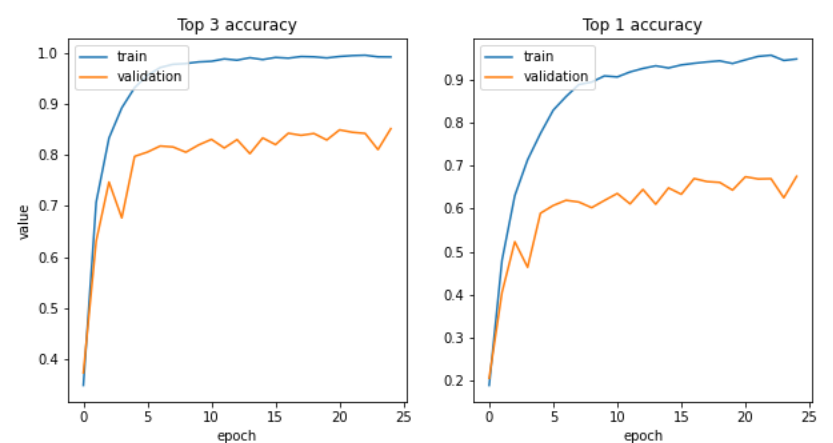 Top 3 accuracy
train
validation
1.0
0.9
0.8
0.7
0.6
0.5
0.4
value
0 5 10 15 20 25
epoch
Top 1 accuracy
train
validation
0.9
0.8
0.7
0.6
0.5
0.4
0.3
0.2
0 5 10 15 20 25
epoch